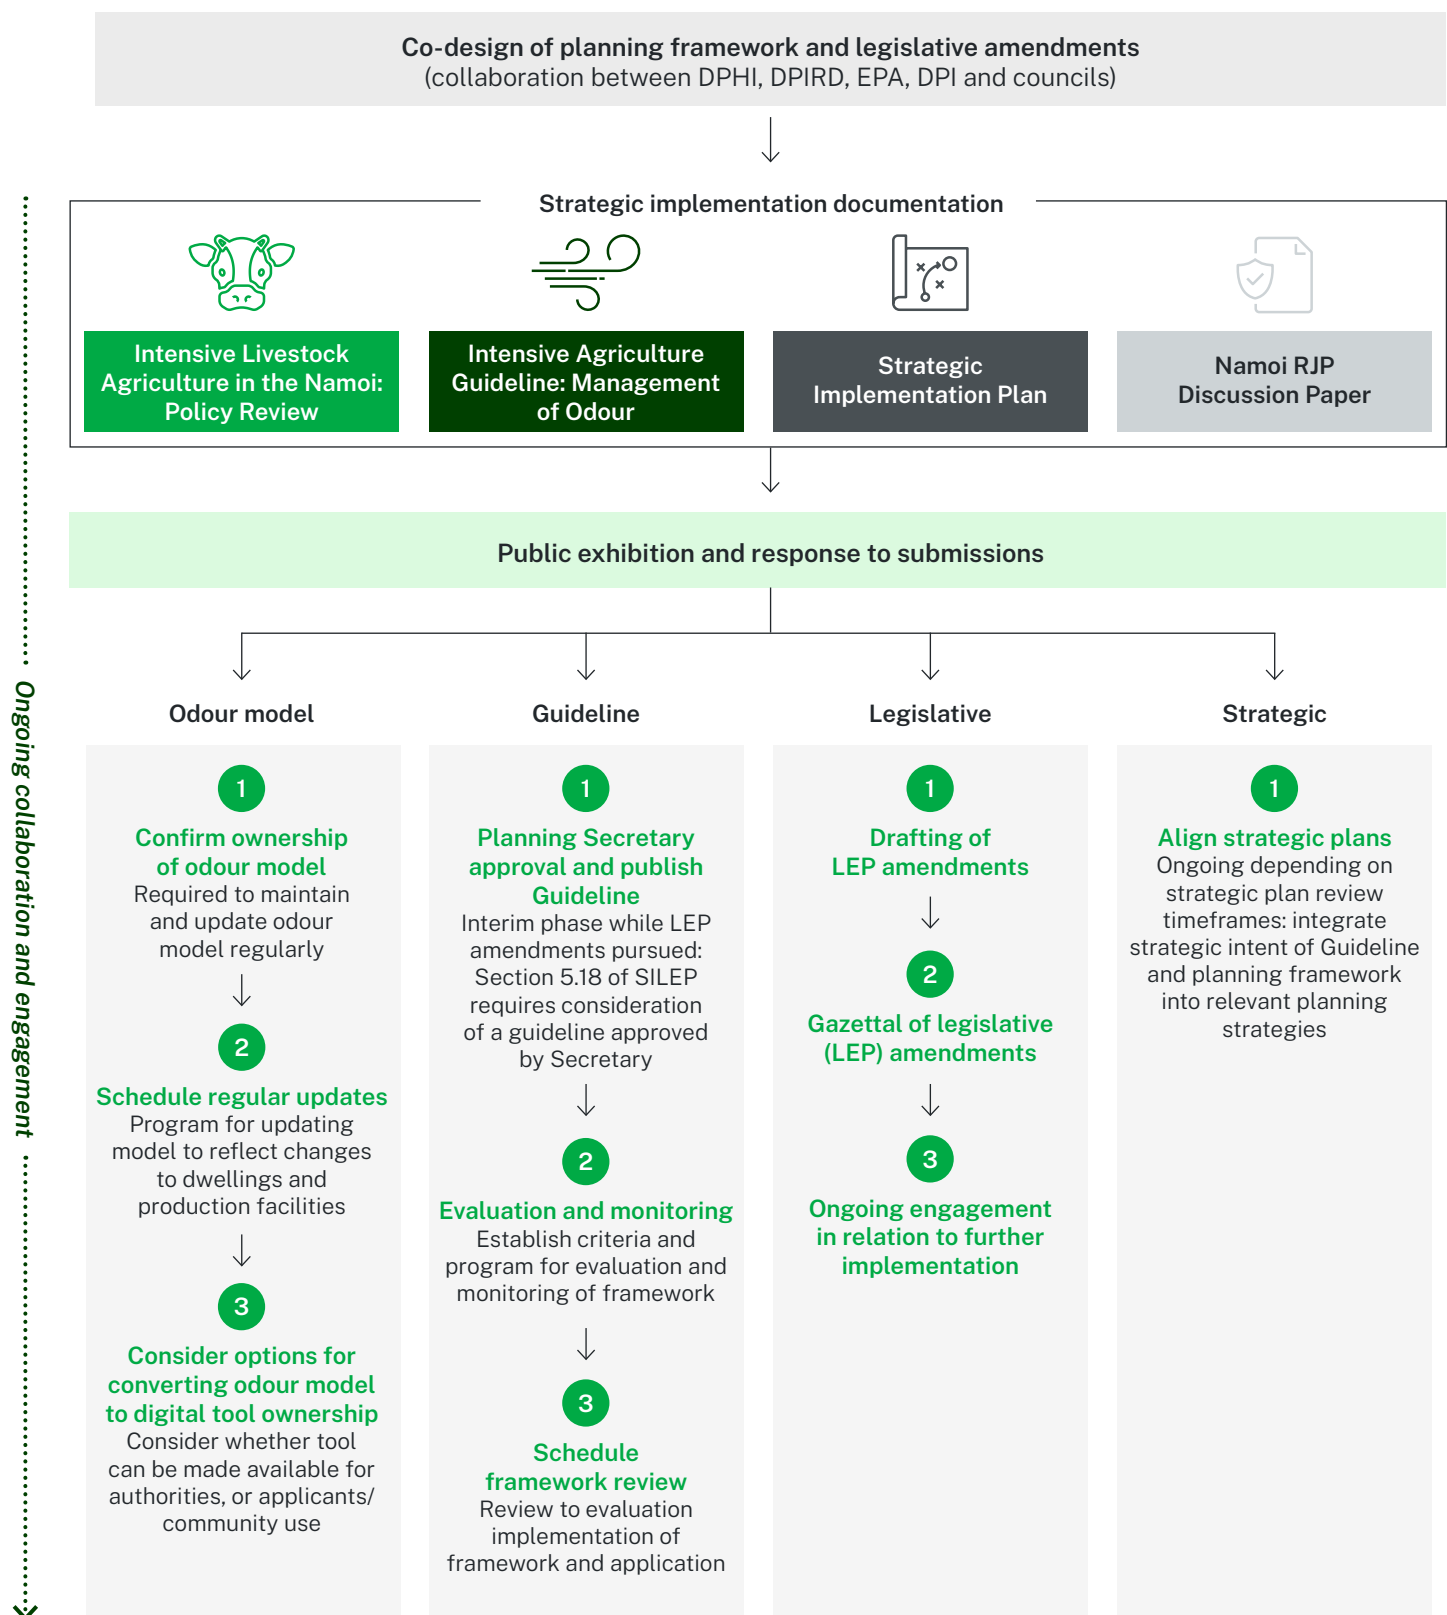 Co-design of planning framework and legislative amendments
(collaboration between DPHI, DPIRD, EPA, DPI and councils)
Strategic implementation documentation
Intensive Livestock
Agriculture in the Namoi:
Policy Review
Intensive Agriculture
Guideline: Management
of Odour
Strategic
Implementation Plan
Namoi RJP
Discussion Paper
Public exhibition and response to submissions
Ongoing collaboration and engagement
Odour model
1
Confirm ownership
of odour model
Required to maintain
and update odour
model regularly
2
Schedule regular updates
Program for updating
model to reflect changes
to dwellings and
production facilities
3
Consider options for
converting odour model
to digital tool ownership
Consider whether tool
can be made available for
authorities, or applicants/
community use
Guideline
1
Planning Secretary
approval and publish
Guideline
Interim phase while LEP
amendments pursued:
Section 5.18 of SILEP
requires consideration
of a guideline approved
by Secretary
2
Evaluation and monitoring
Establish criteria and
program for evaluation and
monitoring of framework
3
Schedule
framework review
Review to evaluation
implementation of
framework and application
Legislative
1
Drafting of
LEP amendments
2
Gazettal of legislative
(LEP) amendments
3
Ongoing engagement
in relation to further
implementation
Strategic
1
Align strategic plans
Ongoing depending on
strategic plan review
timeframes: integrate
strategic intent of Guideline
and planning framework
into relevant planning
strategies